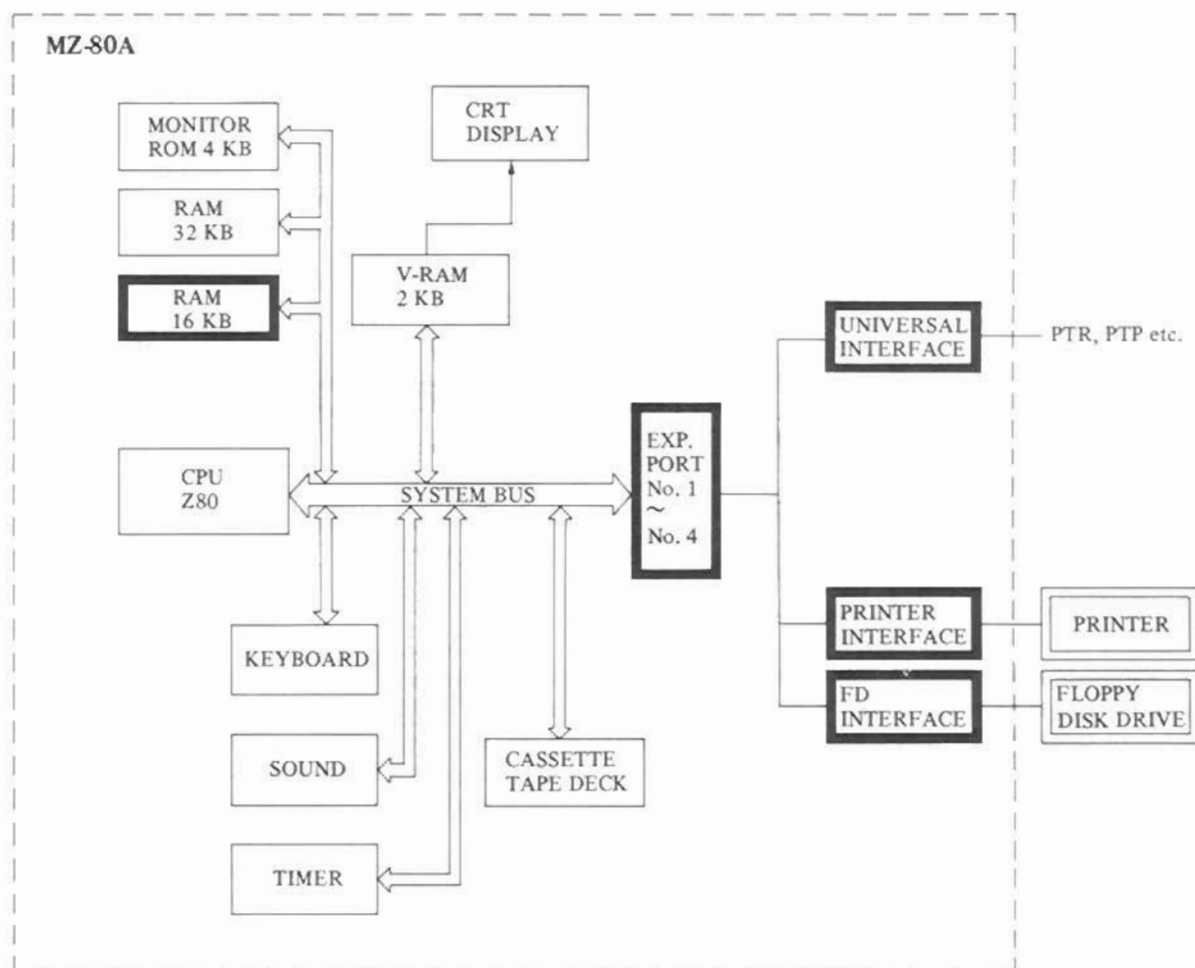 MZ-80A
MONITOR
ROM 4 KB
RAM
32 KB
RAM
16 KB
CRT
DISPLAY
V-RAM
2 KB
CPU
Z80
SYSTEM BUS
EXP.
PORT
No. 1
~
No. 4
UNIVERSAL
INTERFACE
PTR, PTP etc.
PRINTER
INTERFACE
PRINTER
FD
INTERFACE
FLOPPY
DISK DRIVE
KEYBOARD
SOUND
TIMER
CASSETTE
TAPE DECK